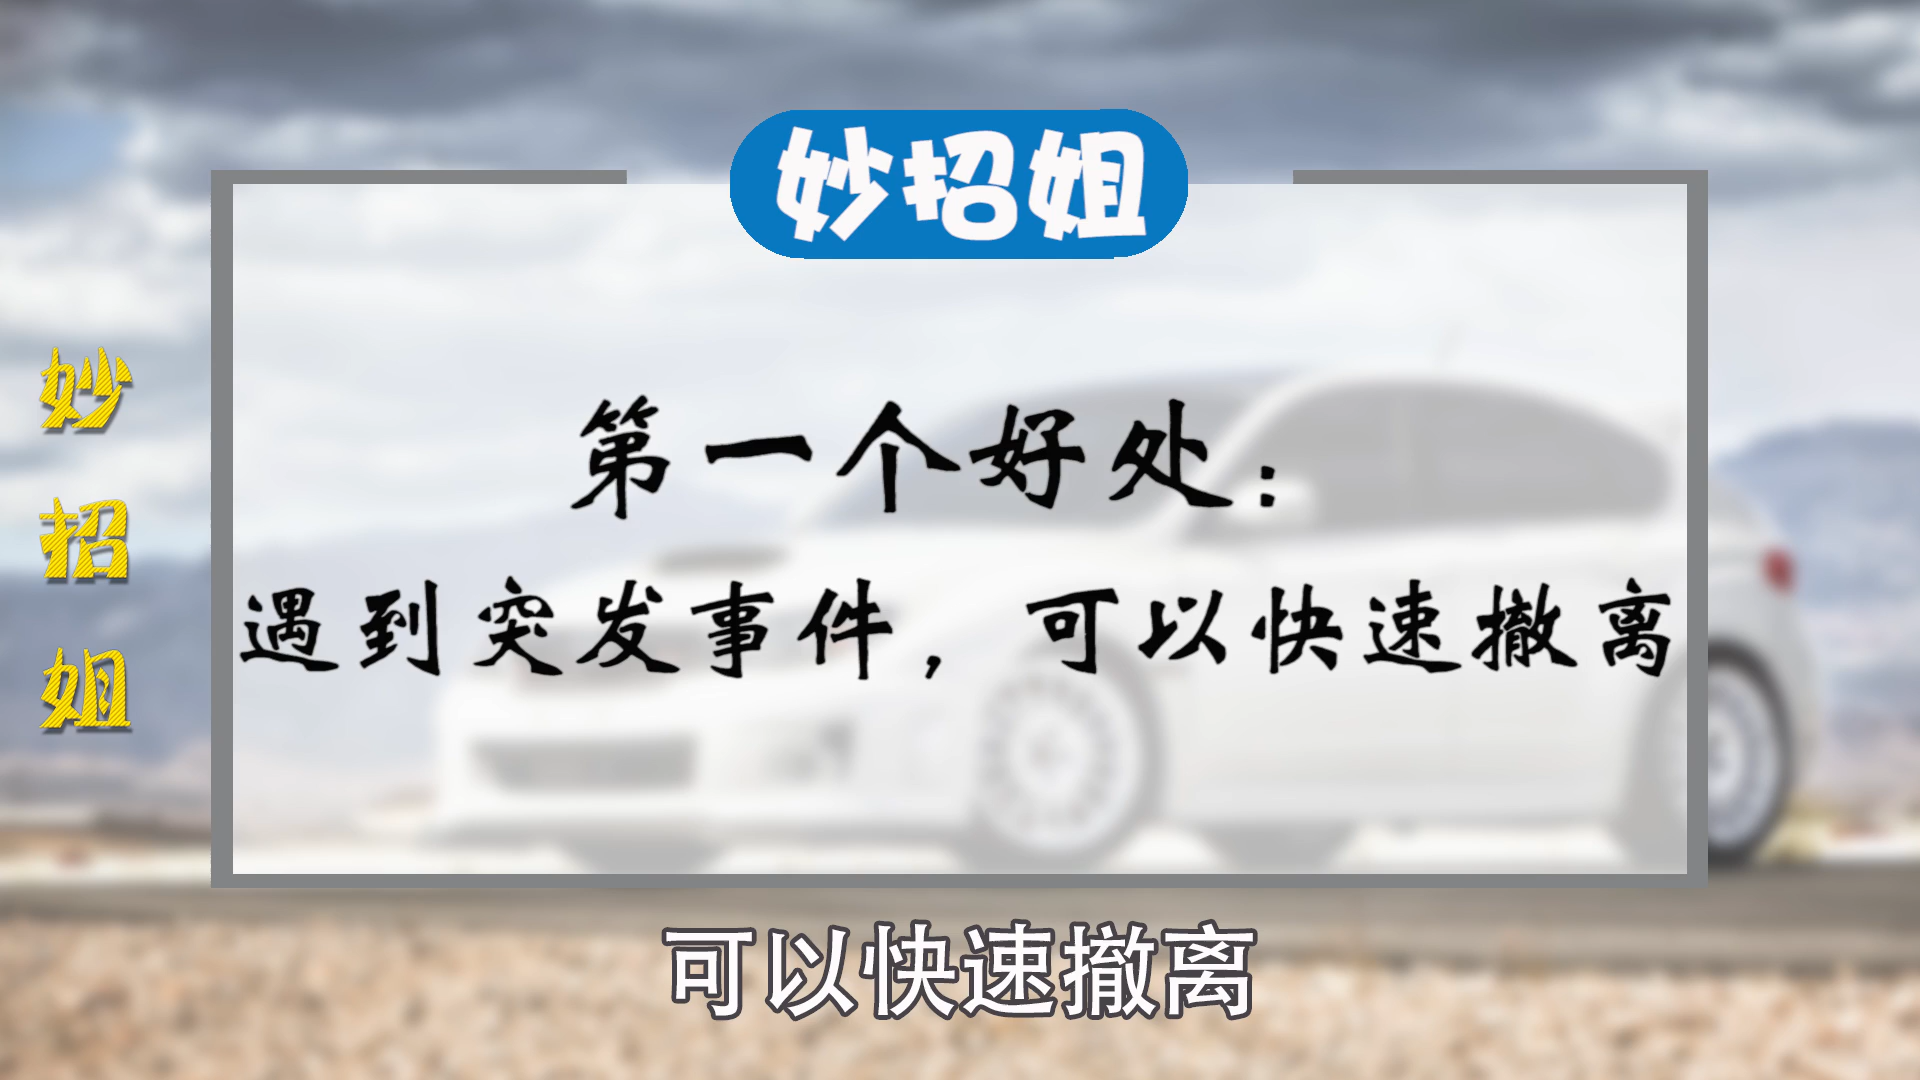 妙招姐
妙
招
姐
第一个好处：
遇到突发事件，可以快速撤离
可以快速撤离